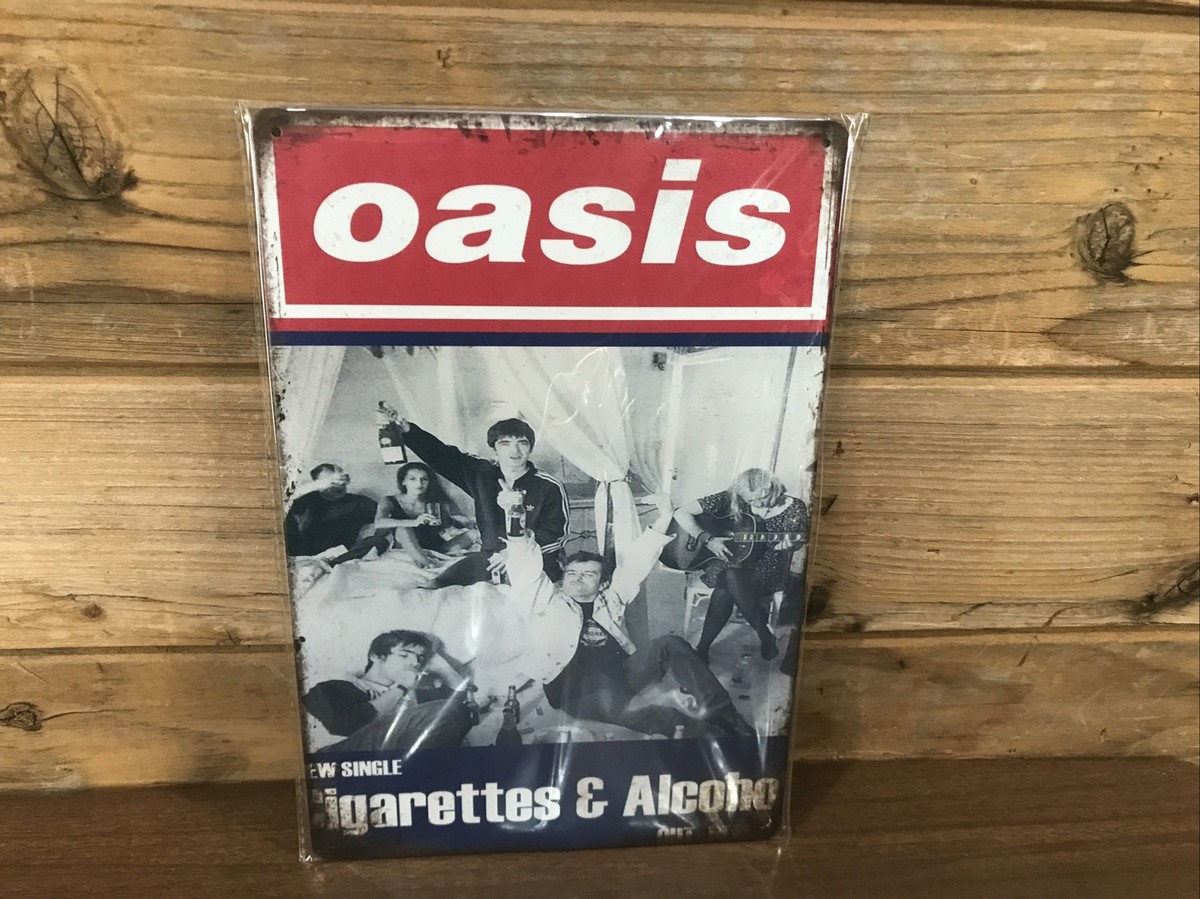 oasis
EW SINGLE
igarettes & Alcoho